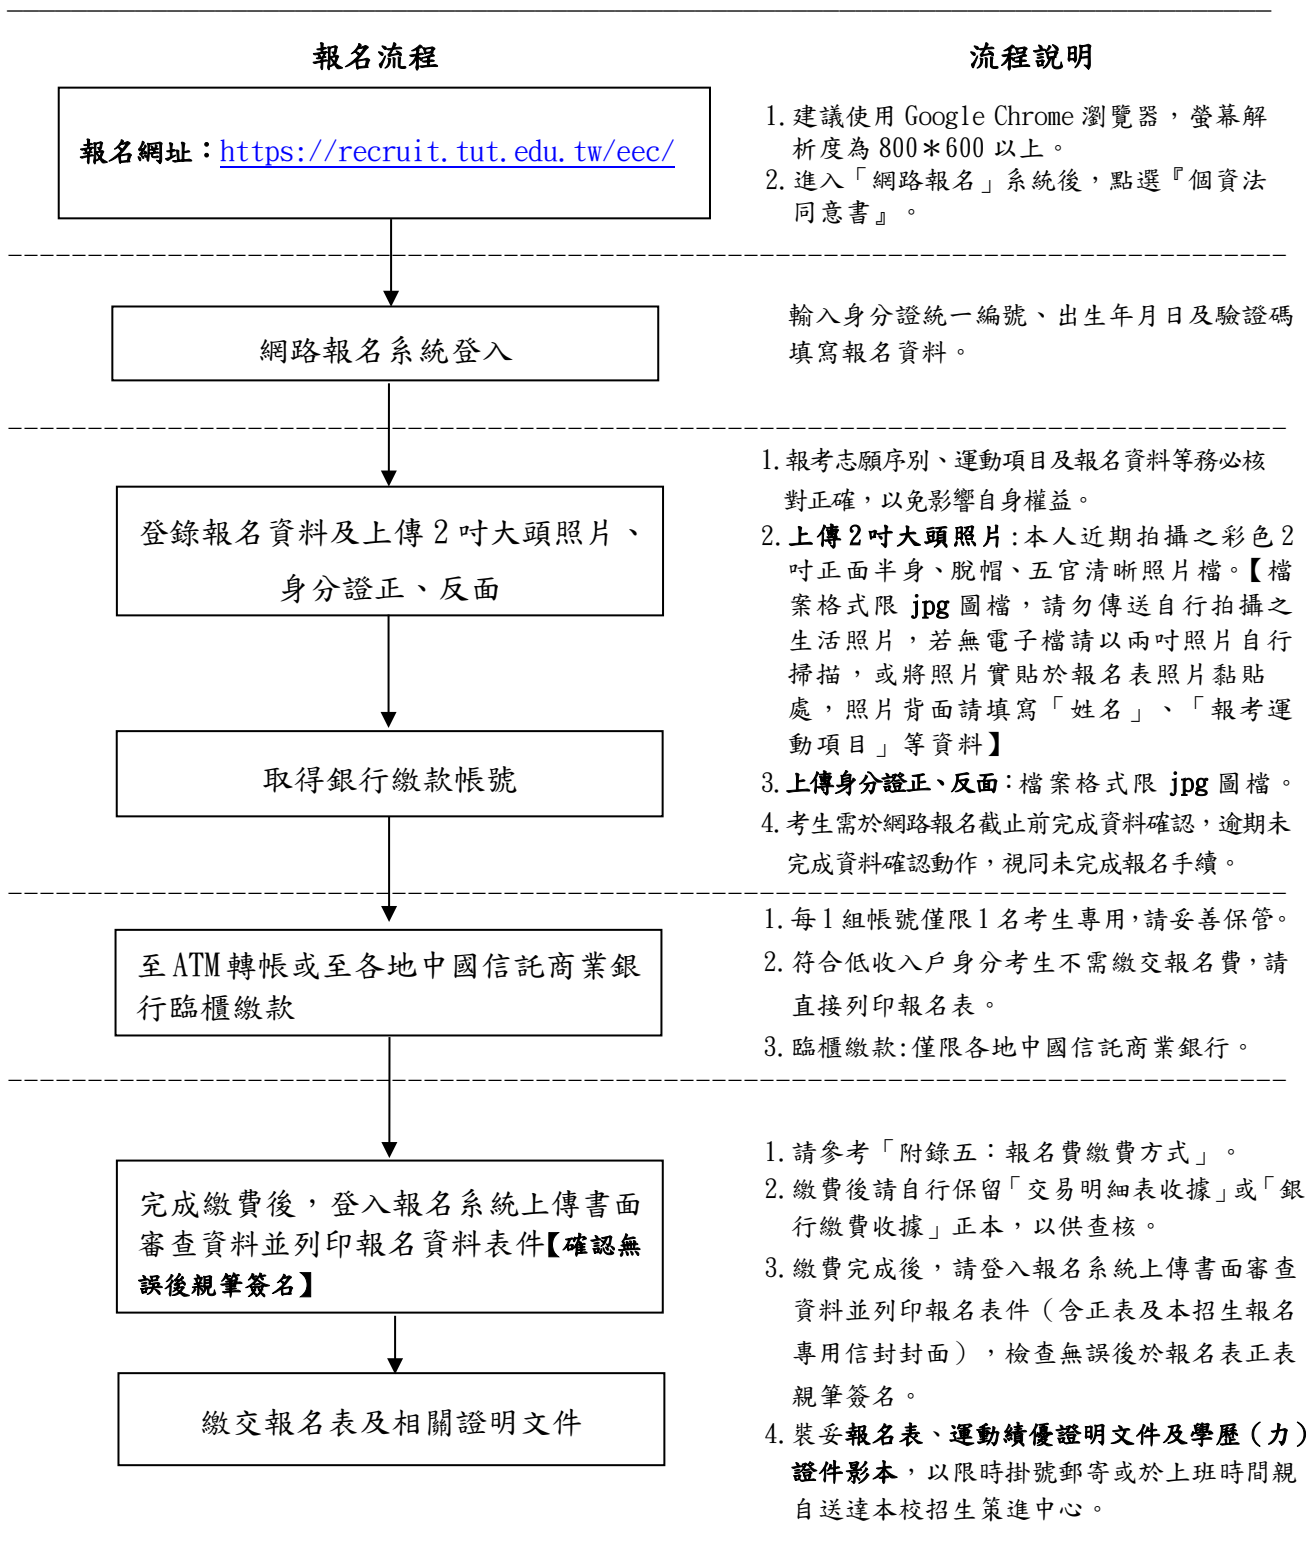 報名流程
流程說明
報名網址：https://recruit.tut.edu.tw/eec/
1.建議使用 Google Chrome 瀏覽器，螢幕解
析度為 800＊600 以上。
2.進入「網路報名」系統後，點選『個資法
同意書』。
網路報名系統登入
輸入身分證統一編號、出生年月日及驗證碼
填寫報名資料。
登錄報名資料及上傳 2 吋大頭照片、
身分證正、反面
取得銀行繳款帳號
1.報考志願序別、運動項目及報名資料等務必核
對正確，以免影響自身權益。
2.上傳 2 吋大頭照片:本人近期拍攝之彩色 2
吋正面半身、脫帽、五官清晰照片檔。【檔
案格式限 jpg 圖檔，請勿傳送自行拍攝之
生活照片，若無電子檔請以兩吋照片自行
掃描，或將照片實貼於報名表照片黏貼
處，照片背面請填寫「姓名」、「報考運
動項目」等資料】
3.上傳身分證正、反面:檔案格式限 jpg 圖檔。
4.考生需於網路報名截止前完成資料確認，逾期未
完成資料確認動作，視同未完成報名手續。
至 ATM 轉帳或至各地中國信託商業銀
行臨櫃繳款
1.每 1 組帳號僅限 1 名考生專用，請妥善保管。
2.符合低收入戶身分考生不需繳交報名費，請
直接列印報名表。
3.臨櫃繳款:僅限各地中國信託商業銀行。
完成繳費後，登入報名系統上傳書面
審查資料並列印報名資料表件【確認無
誤後親筆簽名】
繳交報名表及相關證明文件
1.請參考「附錄五：報名費繳費方式」。
2.繳費後請自行保留「交易明細表收據」或「銀
行繳費收據」正本，以供查核。
3.繳費完成後，請登入報名系統上傳書面審查
資料並列印報名表件（含正表及本招生報名
專用信封封面），檢查無誤後於報名表正表
親筆簽名。
4.裝妥報名表、運動績優證明文件及學歷（力）
證件影本，以限時掛號郵寄或於上班時間親
自送達本校招生策進中心。